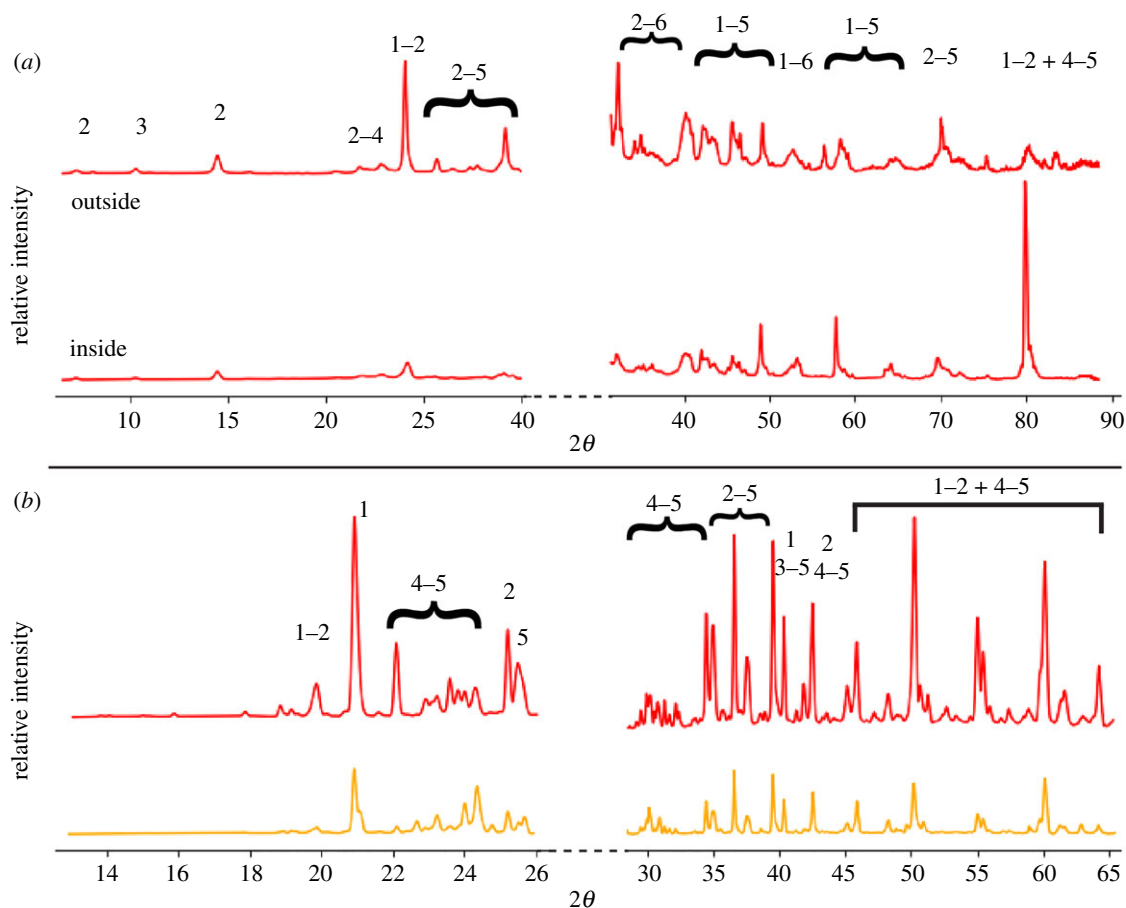 (a)
2
3
2
2–4
1–2
2–5
2–6
1–5
1–6
1–5
2–5
1–2 + 4–5
relative intensity
outside
inside
10 15 20 25 30 40 40 50 60 70 80 90
2θ
(b)
1–2
1
4–5
2
5
4–5
2–5
1
3–5
2
4–5
1–2 + 4–5
relative intensity
14 16 18 20 22 24 26 30 35 40 45 50 55 60 65
2θ